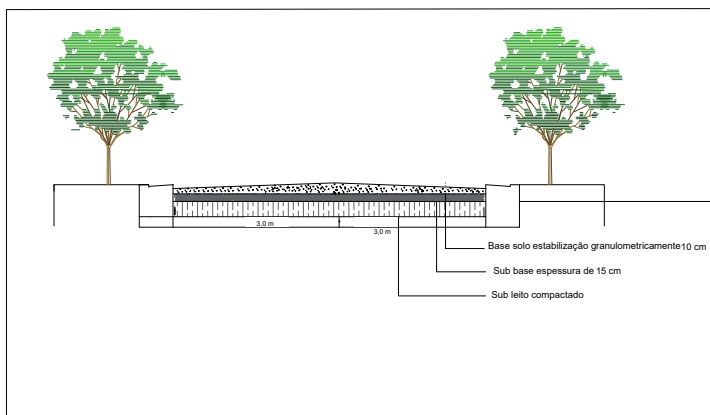 3,0 m
3,0 m
Base solo estabilização granulometricamente 10 cm
Sub base espessura de 15 cm
Sub leito compactado